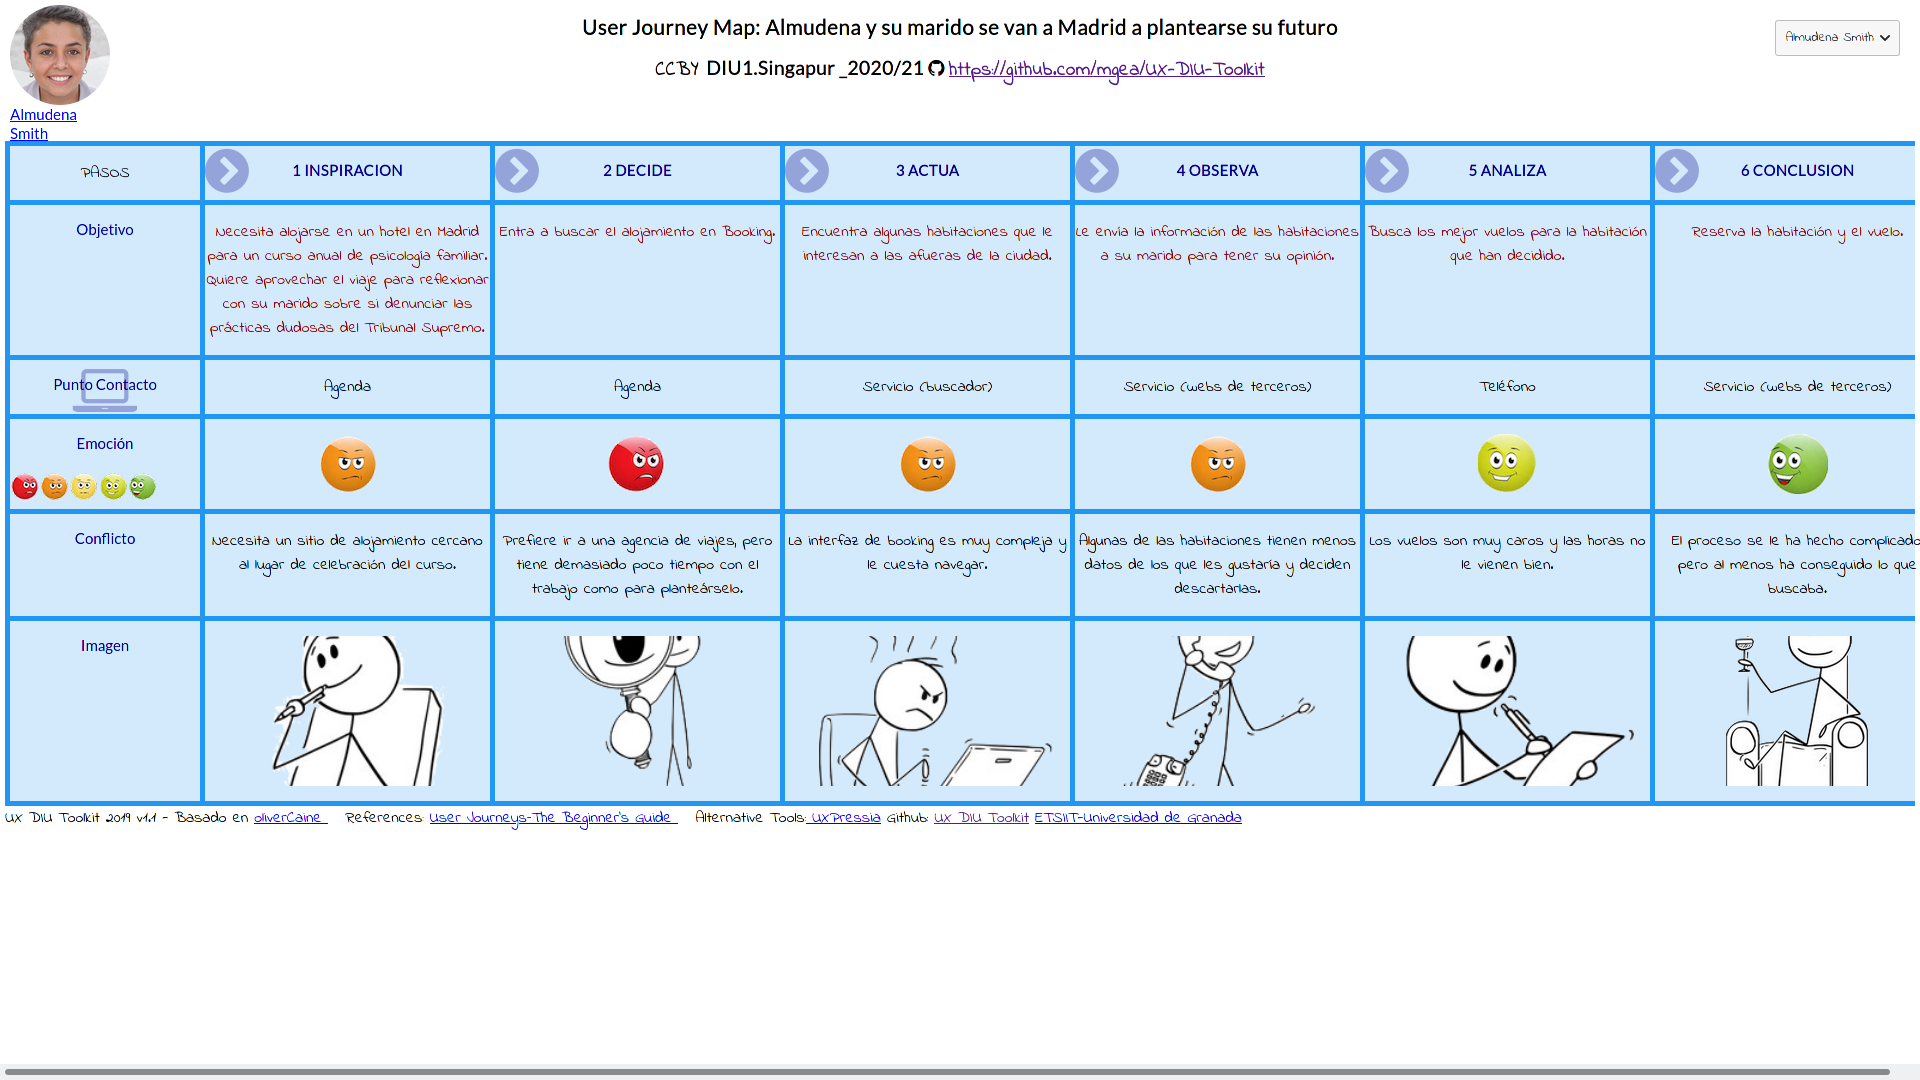 User Journey Map: Almudena y su marido se van a Madrid a plantearse su futuro
CCBY DIU1.Singapur _2020/21 https://github.com/mgea/UX-DIU-Toolkit
Almudena Smith
Almudena
Smith
PASOS
1 INSPIRACION
2 DECIDE
3 ACTUA
4 OBSERVA
5 ANALIZA
6 CONCLUSION
Objetivo
Necesita alojarse en un hotel en Madrid
para un curso anual de psicología familiar.
Quiere aprovechar el viaje para reflexionar
con su marido sobre si denunciar las
prácticas dudosas del Tribunal Supremo.
Entra a buscar el alojamiento en Booking.
Encuentra algunas habitaciones que le
interesan a las afueras de la ciudad.
Le envía la información de las habitaciones
a su marido para tener su opinión.
Busca los mejor vuelos para la habitación
que han decidido.
Reserva la habitación y el vuelo.
Punto Contacto
Agenda
Agenda
Servicio (buscador)
Servicio (webs de terceros)
Teléfono
Servicio (webs de terceros)
Emoción
Conflicto
Necesita un sitio de alojamiento cercano
al lugar de celebración del curso.
Prefiere ir a una agencia de viajes, pero
tiene demasiado poco tiempo con el
trabajo como para planteárselo.
La interfaz de booking es muy compleja y
le cuesta navegar.
Algunas de las habitaciones tienen menos
datos de los que les gustaría y deciden
descartarlas.
Los vuelos son muy caros y las horas no
le vienen bien.
El proceso se le ha hecho complicado
pero al menos ha conseguido lo que
buscaba.
Imagen
UX DIU Toolkit 2019 v1.1 - Basado en oliverCaine References: User Journeys-The Beginner's Guide Alternative Tools: UXPressia Github: UX DIU Toolkit ETSIIT-Universidad de Granada